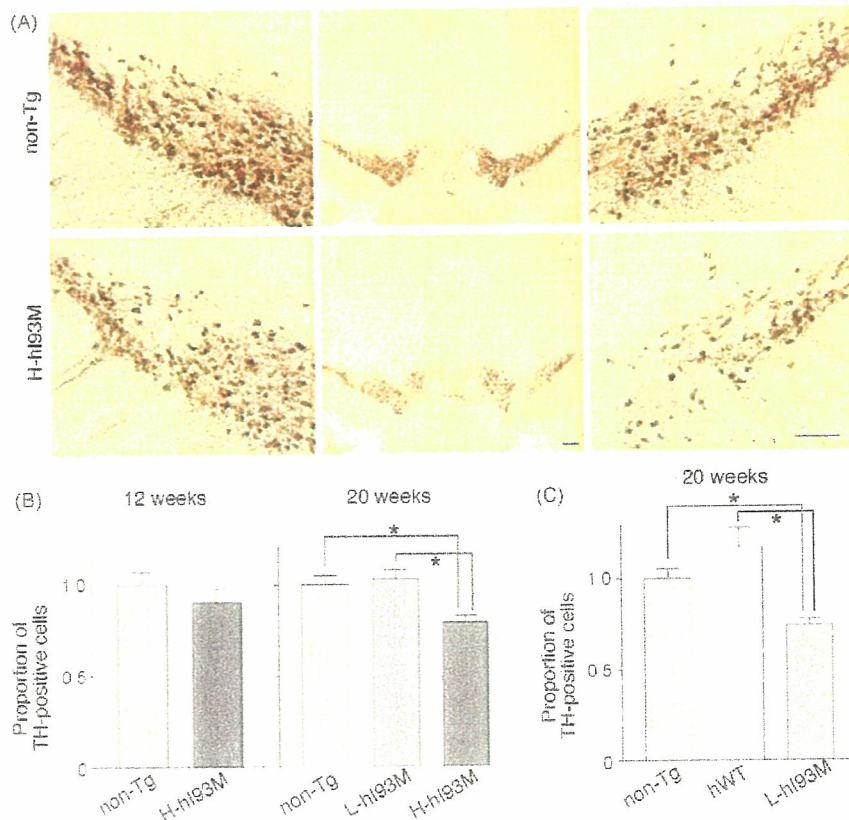 (A)
non-Tg
H-hI93M
(B)
12 weeks
20 weeks
*
*
Proportion of
TH-positive cells
1 0
0 5
0
non-Tg
H-hI93M
non-Tg
L-hI93M
H-hI93M
(C)
20 weeks
*
*
Proportion of
TH-positive cells
1 0
0 5
0
non-Tg
hWT
L-hI93M